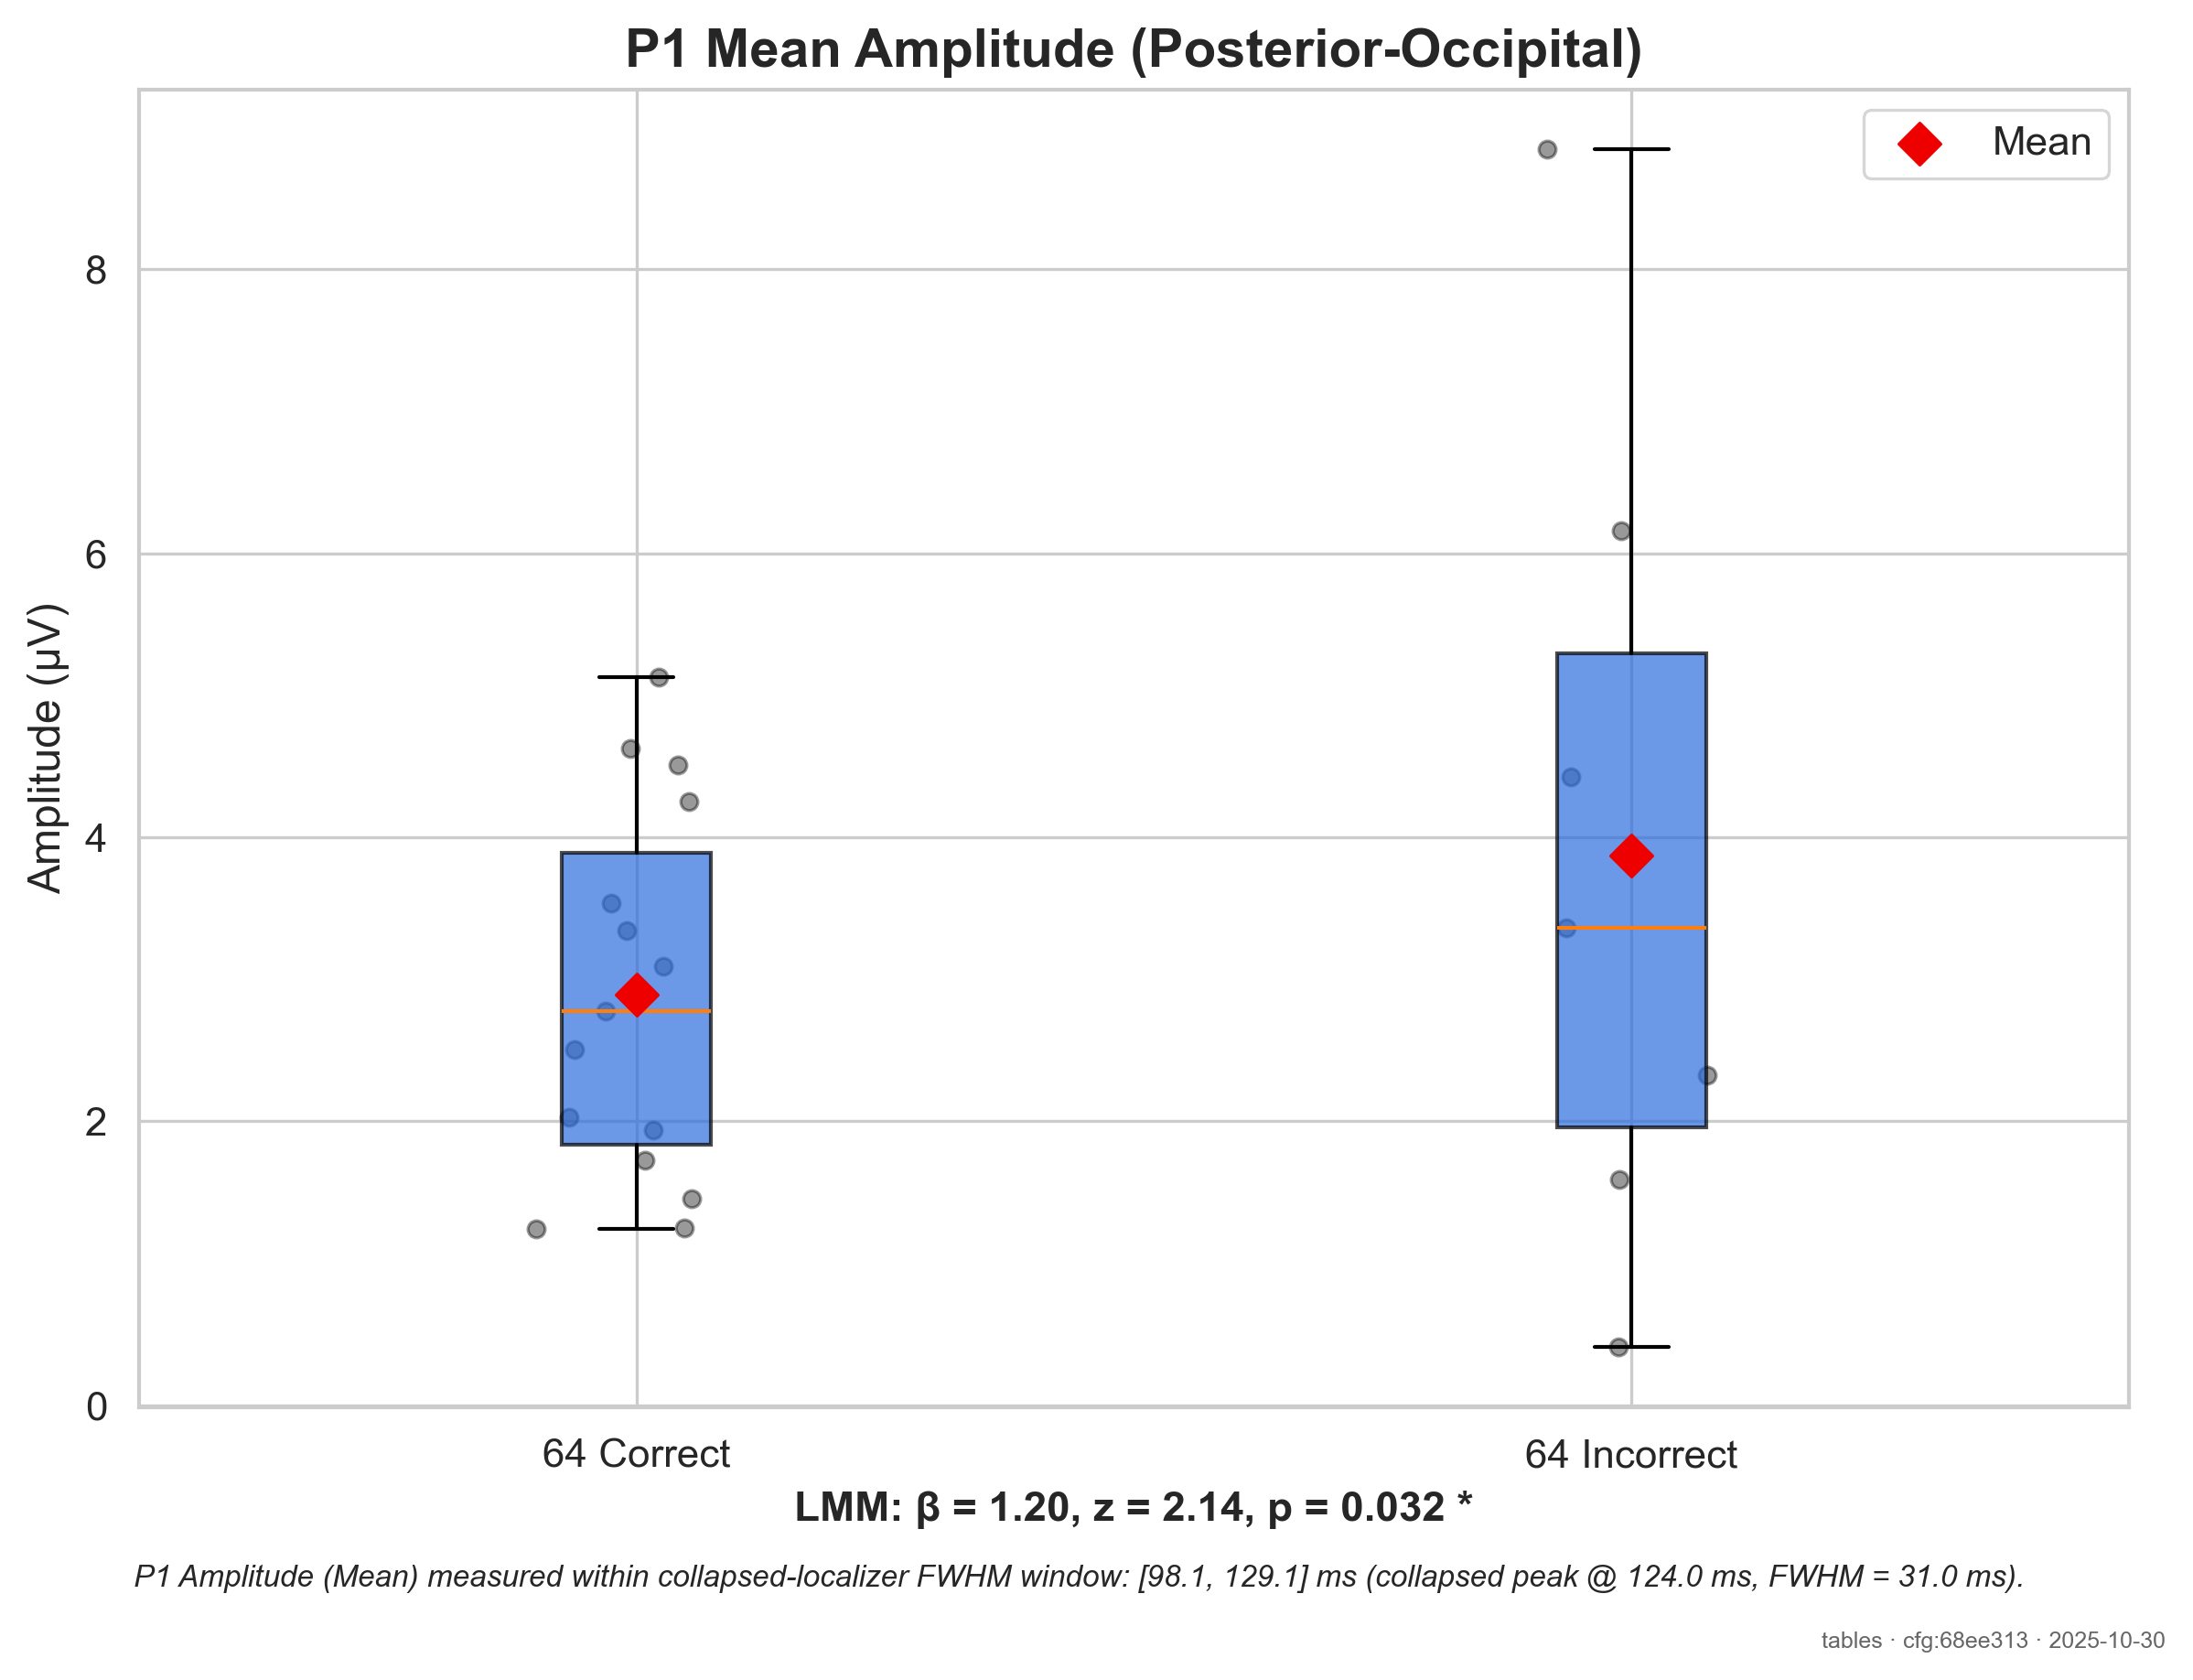 P1 Mean Amplitude (Posterior-Occipital)
Mean
Amplitude (µV)
8
6
4
2
0
64 Correct
64 Incorrect
LMM: β = 1.20, z = 2.14, p = 0.032 *
P1 Amplitude (Mean) measured within collapsed-localizer FWHM window: [98.1, 129.1] ms (collapsed peak @ 124.0 ms, FWHM = 31.0 ms).
tables · cfg:68ee313 · 2025-10-30